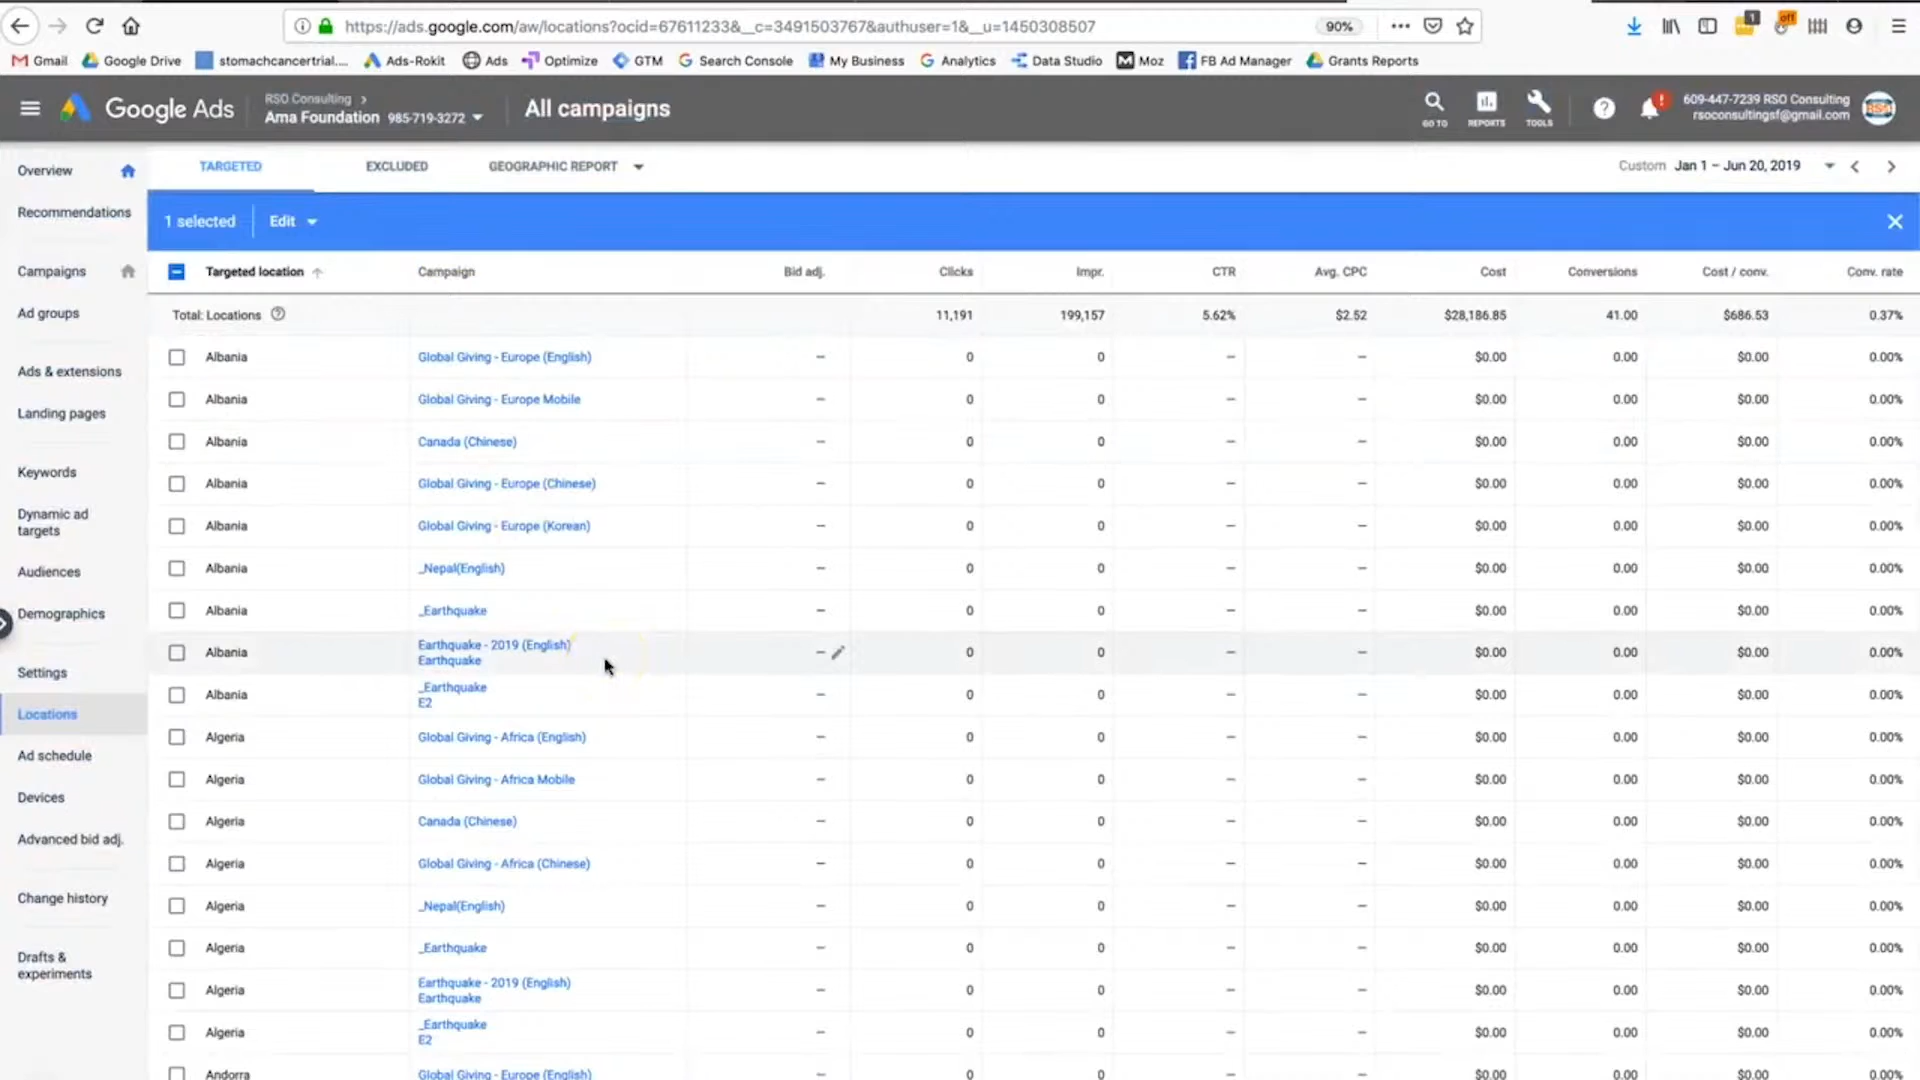 https://ads.google.com/aw/locations?ocid=67611233&__c=3491503767&authuser=1&__u=1450308507
90%
1
off
Gmail
Google Drive
stomachcancertrial....
Ads-Rokit
Ads
Optimize
GTM
Search Console
My Business
Analytics
Data Studio
Moz
FB Ad Manager
Grants Reports
Google Ads
RSO Consulting >
Ama Foundation 985-719-3272
All campaigns
GO TO
REPORTS
TOOLS
?
!
609-447-7239 RSO Consulting
rsoconsultingsf@gmail.com
RSO
Overview
Recommendations
Campaigns
Ad groups
Ads & extensions
Landing pages
Keywords
Dynamic ad
targets
Audiences
Demographics
Settings
Locations
Ad schedule
Devices
Advanced bid adj.
Change history
Drafts &
experiments
TARGETED
EXCLUDED
GEOGRAPHIC REPORT
Custom Jan 1 – Jun 20, 2019
1 selected
Edit
Targeted location Campaign Bid adj. Clicks Impr. CTR Avg. CPC Cost Conversions Cost / conv. Conv. rate
Total: Locations ? 11,191 199,157 5.62% $2.52 $28,186.85 41.00 $686.53 0.37%
Albania Global Giving - Europe (English) – 0 0 – – $0.00 0.00 $0.00 0.00%
Albania Global Giving - Europe Mobile – 0 0 – – $0.00 0.00 $0.00 0.00%
Albania Canada (Chinese) – 0 0 – – $0.00 0.00 $0.00 0.00%
Albania Global Giving - Europe (Chinese) – 0 0 – – $0.00 0.00 $0.00 0.00%
Albania Global Giving - Europe (Korean) – 0 0 – – $0.00 0.00 $0.00 0.00%
Albania _Nepal(English) – 0 0 – – $0.00 0.00 $0.00 0.00%
Albania _Earthquake – 0 0 – – $0.00 0.00 $0.00 0.00%
Albania Earthquake - 2019 (English) – 0 0 – – $0.00 0.00 $0.00 0.00%
Earthquake
Albania _Earthquake – 0 0 – – $0.00 0.00 $0.00 0.00%
E2
Algeria Global Giving - Africa (English) – 0 0 – – $0.00 0.00 $0.00 0.00%
Algeria Global Giving - Africa Mobile – 0 0 – – $0.00 0.00 $0.00 0.00%
Algeria Canada (Chinese) – 0 0 – – $0.00 0.00 $0.00 0.00%
Algeria Global Giving - Africa (Chinese) – 0 0 – – $0.00 0.00 $0.00 0.00%
Algeria _Nepal(English) – 0 0 – – $0.00 0.00 $0.00 0.00%
Algeria _Earthquake – 0 0 – – $0.00 0.00 $0.00 0.00%
Algeria Earthquake - 2019 (English) – 0 0 – – $0.00 0.00 $0.00 0.00%
Earthquake
Algeria _Earthquake – 0 0 – – $0.00 0.00 $0.00 0.00%
E2
Andorra Global Giving - Europe (English) – 0 0 – – $0.00 0.00 $0.00 0.00%